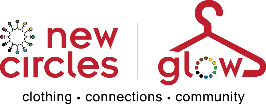 new
circles
glow
clothing • connections • community